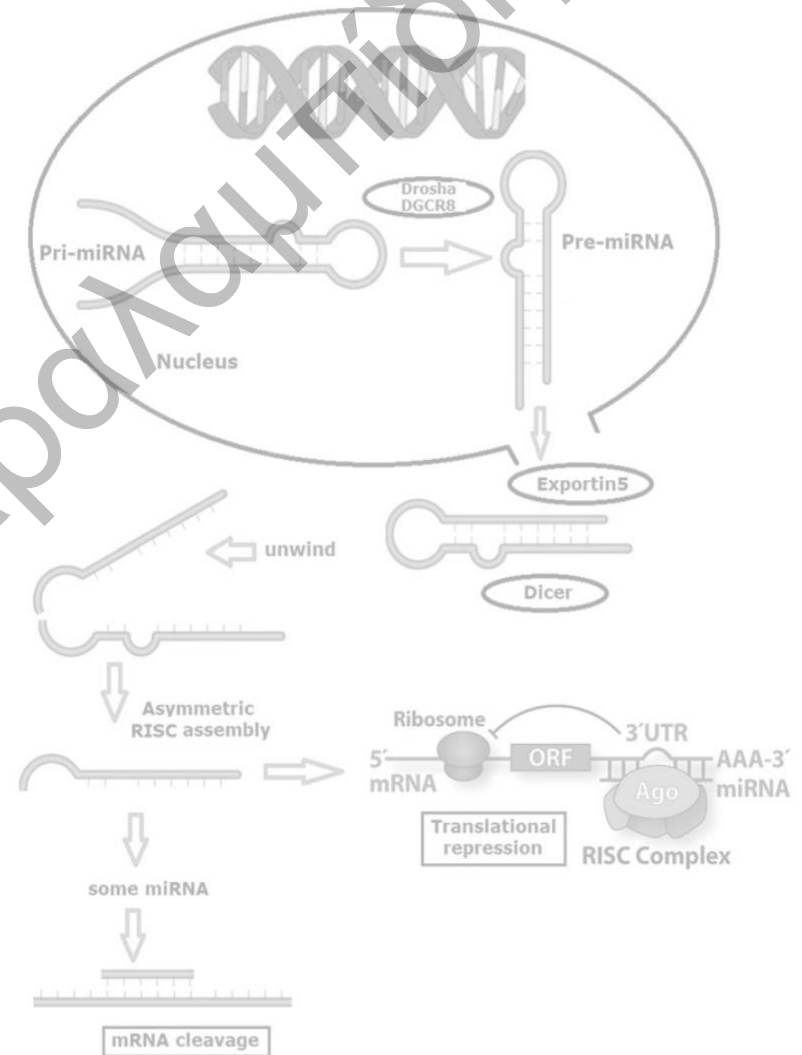 Drosha
DGCR8
Pri-miRNA
Pre-miRNA
Nucleus
Exportin5
unwind
Dicer
Asymmetric
RISC assembly
Ribosome
3´UTR
5´
ORF
AAA-3´
mRNA
Ago
miRNA
Translational
repression
RISC Complex
some miRNA
mRNA cleavage